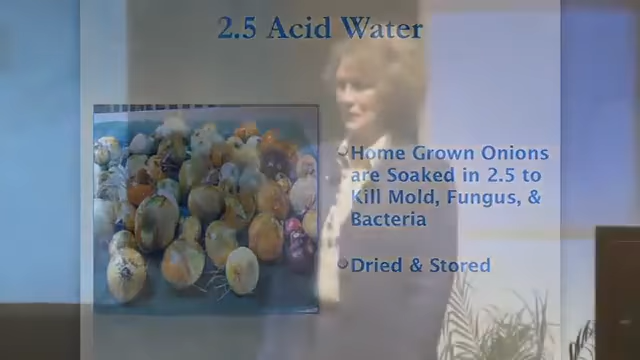 2.5 Acid Water
Home Grown Onions
are Soaked in 2.5 to
Kill Mold, Fungus, &
Bacteria
Dried & Stored